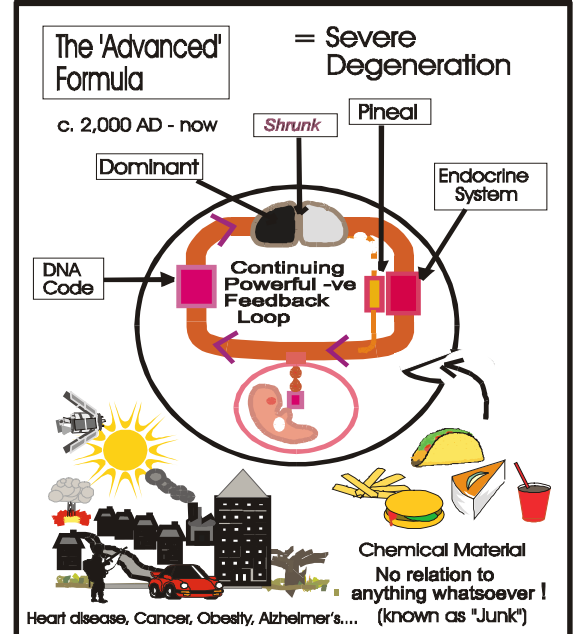 The 'Advanced'
Formula
= Severe
Degeneration
c. 2,000 AD - now
Shrunk
Pineal
Dominant
Endocrine
System
DNA
Code
Continuing
Powerful -ve
Feedback
Loop
Chemical Material
No relation to
anything whatsoever !
(known as "Junk")
Heart disease, Cancer, Obesity, Alzheimer's....